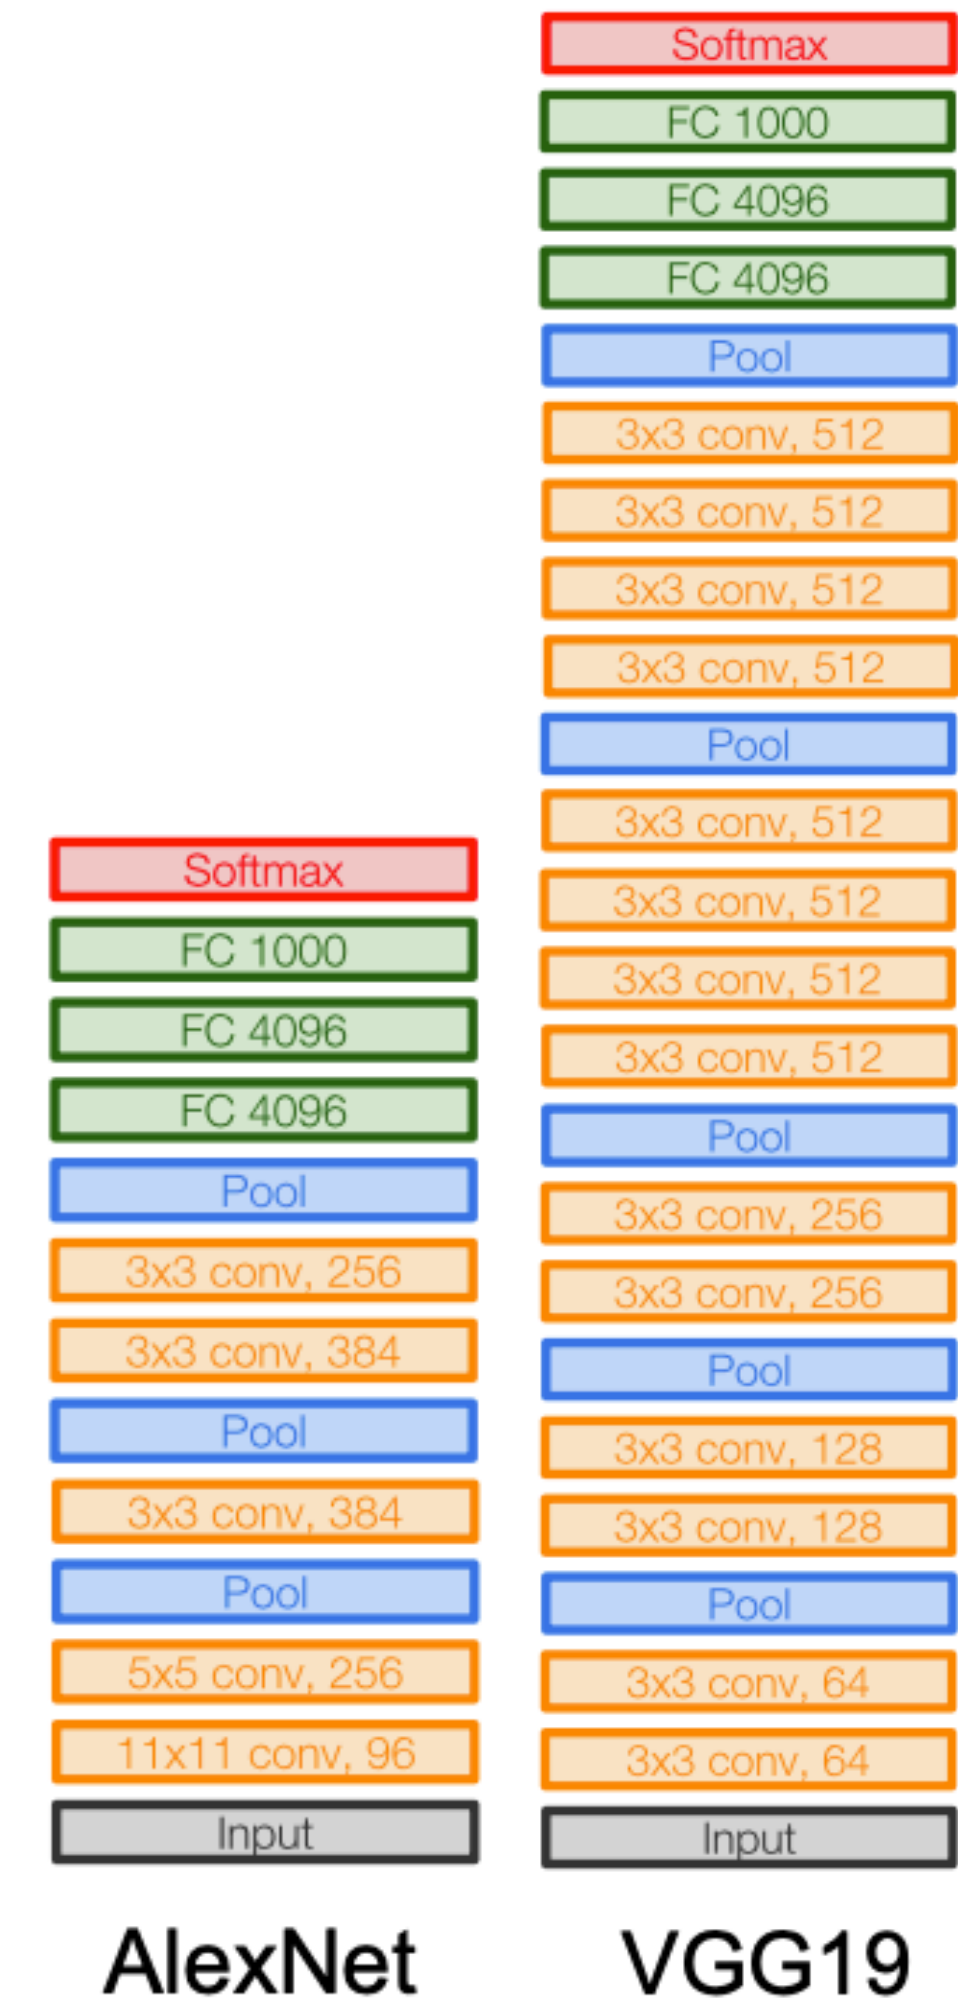 Softmax
FC 1000
FC 4096
FC 4096
Pool
3x3 conv, 256
3x3 conv, 384
Pool
3x3 conv, 384
Pool
5x5 conv, 256
11x11 conv, 96
Input
AlexNet
Softmax
FC 1000
FC 4096
FC 4096
Pool
3x3 conv, 512
3x3 conv, 512
3x3 conv, 512
3x3 conv, 512
Pool
3x3 conv, 512
3x3 conv, 512
3x3 conv, 512
3x3 conv, 512
Pool
3x3 conv, 256
3x3 conv, 256
Pool
3x3 conv, 128
3x3 conv, 128
Pool
3x3 conv, 64
3x3 conv, 64
Input
VGG19